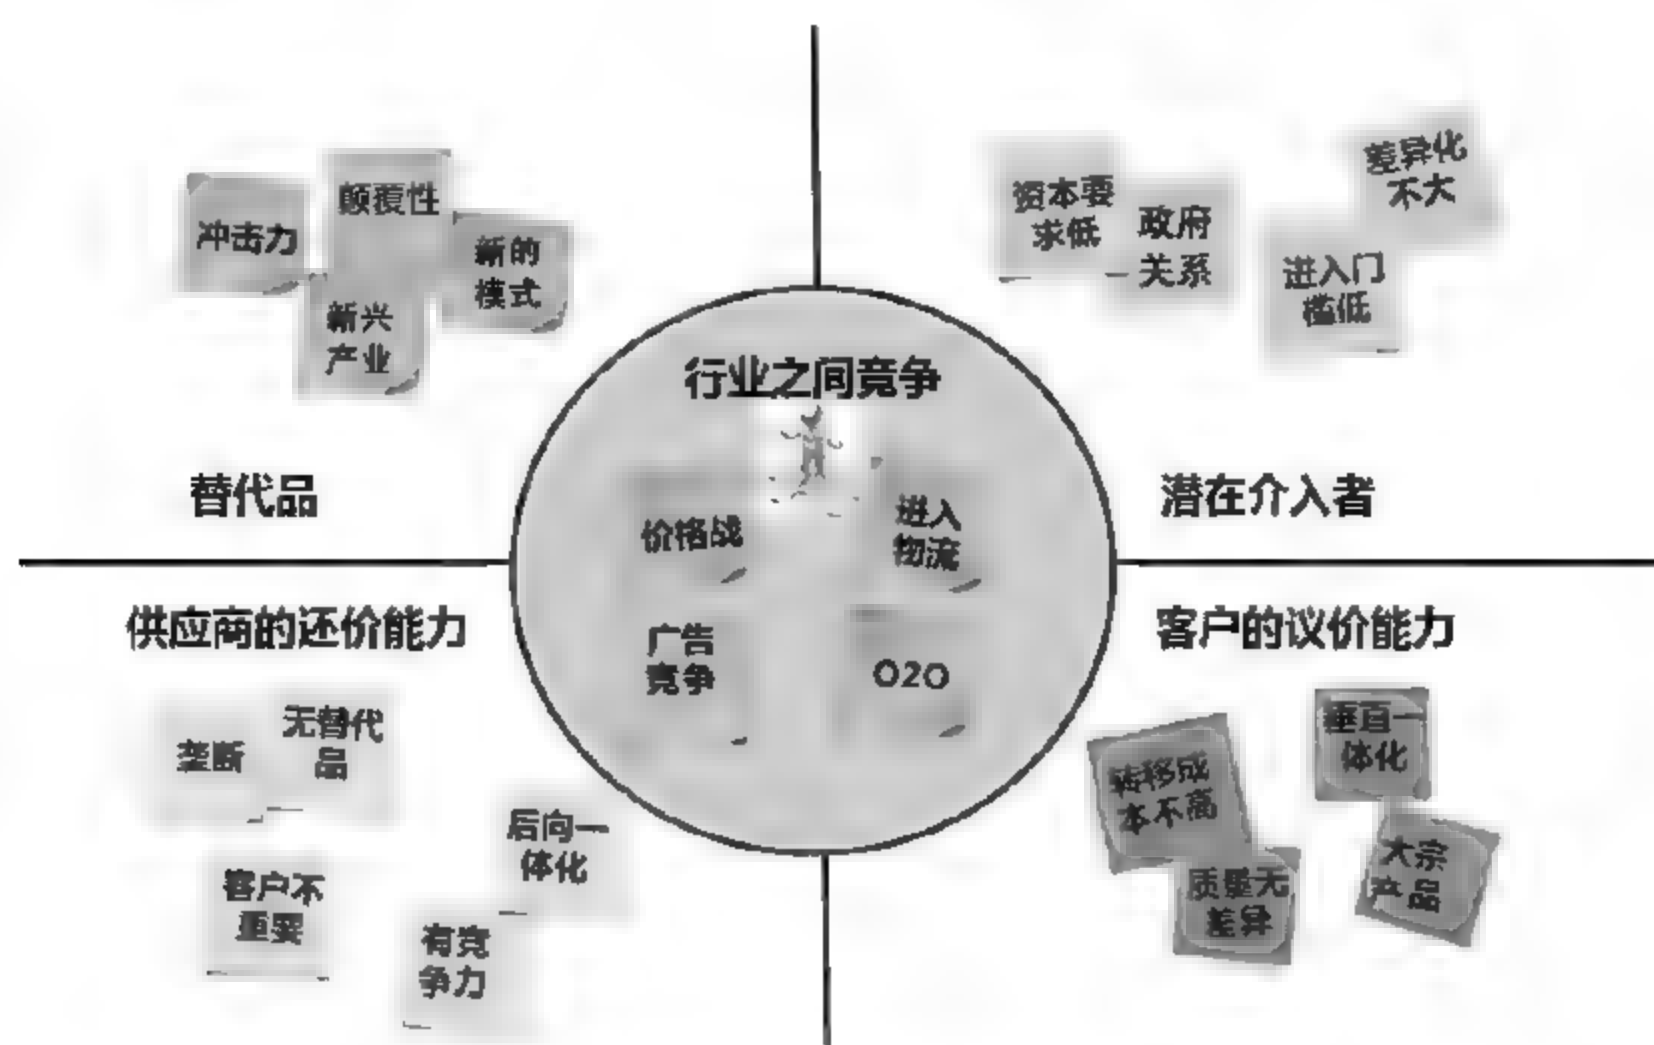 冲击力
颠覆性
新的
模式
新兴
产业
替代品
资本要
求低
政府
关系
差异化
不大
进入门
槛低
潜在介入者
行业之间竞争
价格战
进入
物流
广告
竞争
O2O
供应商的还价能力
垄断
无替代
品
后向一
体化
客户不
重要
有竞
争力
客户的议价能力
转移成
本不高
垂直一
体化
质量无
差异
大宗
产品